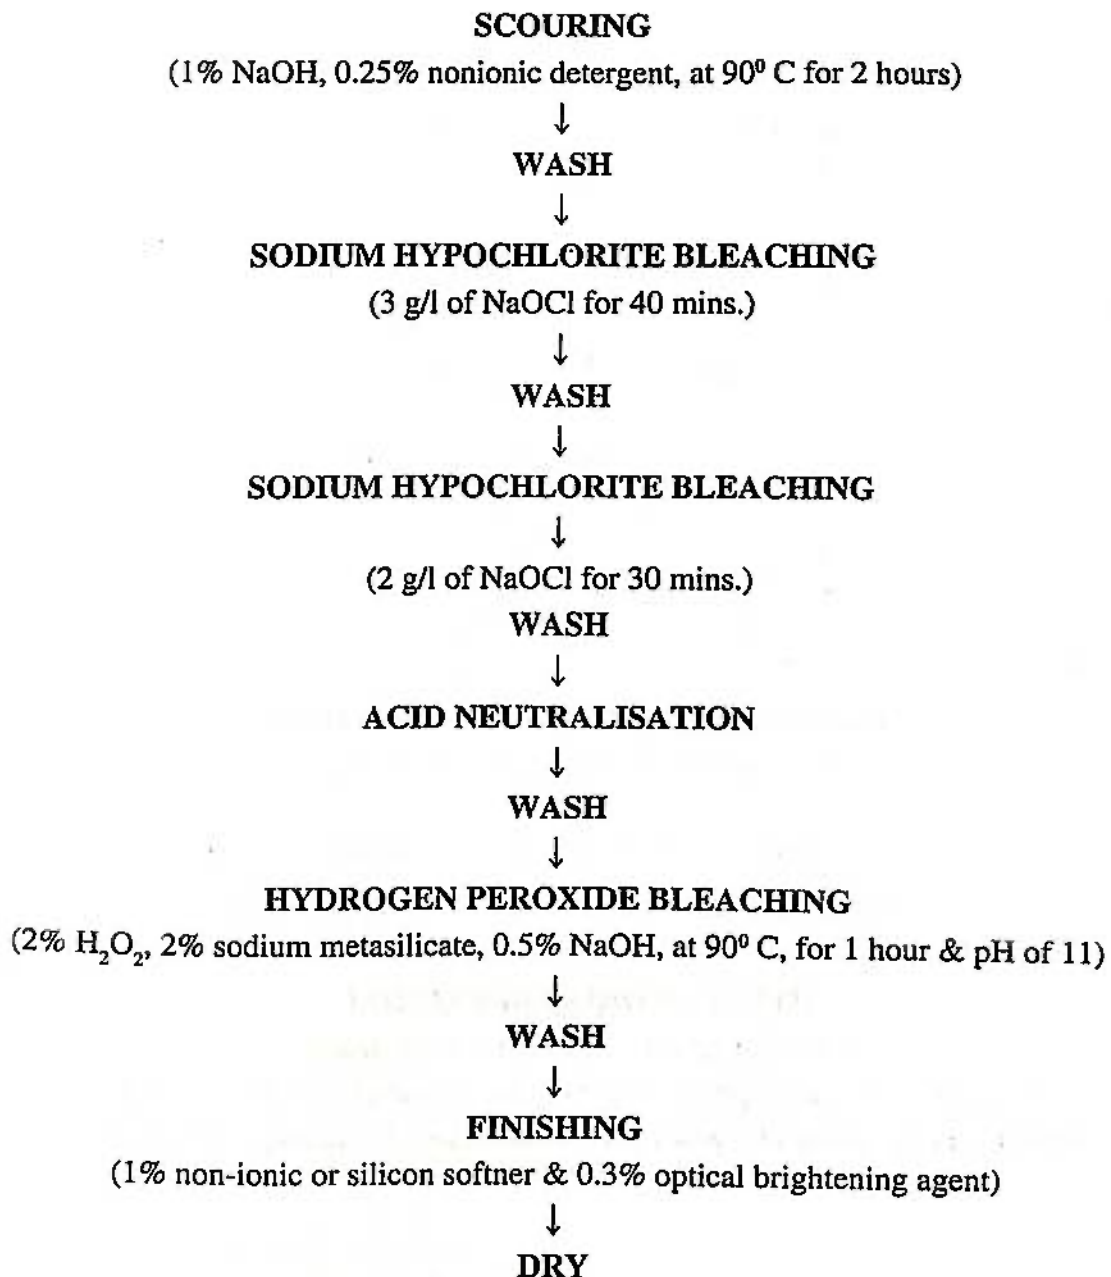 SCOURING
(1% NaOH, 0.25% nonionic detergent, at 90⁰ C for 2 hours)
↓
WASH
↓
SODIUM HYPOCHLORITE BLEACHING
(3 g/l of NaOCl for 40 mins.)
↓
WASH
↓
SODIUM HYPOCHLORITE BLEACHING
↓
(2 g/l of NaOCl for 30 mins.)
WASH
↓
ACID NEUTRALISATION
↓
WASH
↓
HYDROGEN PEROXIDE BLEACHING
(2% H₂O₂, 2% sodium metasilicate, 0.5% NaOH, at 90⁰ C, for 1 hour & pH of 11)
↓
WASH
↓
FINISHING
(1% non-ionic or silicon softner & 0.3% optical brightening agent)
↓
DRY